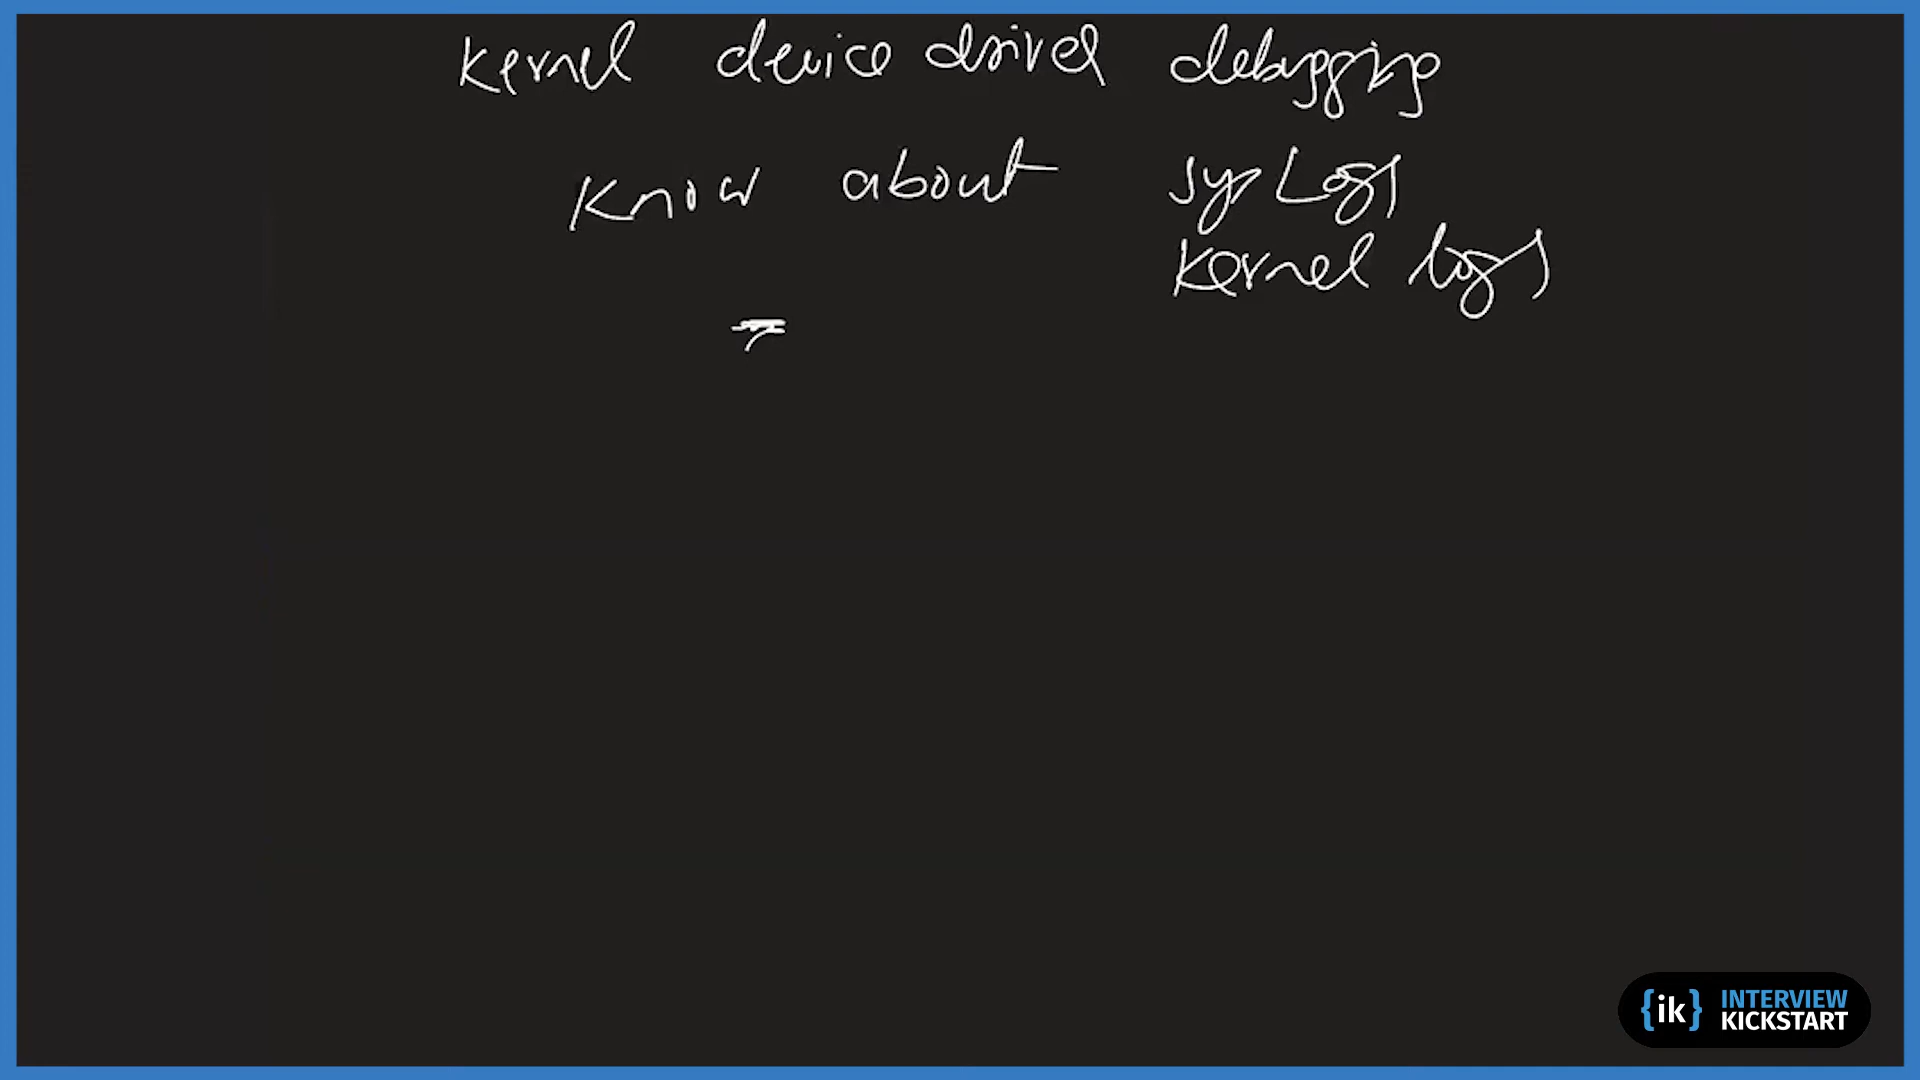 Kernel device driver debugging
Know about sysLogs
Kernel logs
{ik} INTERVIEW
KICKSTART